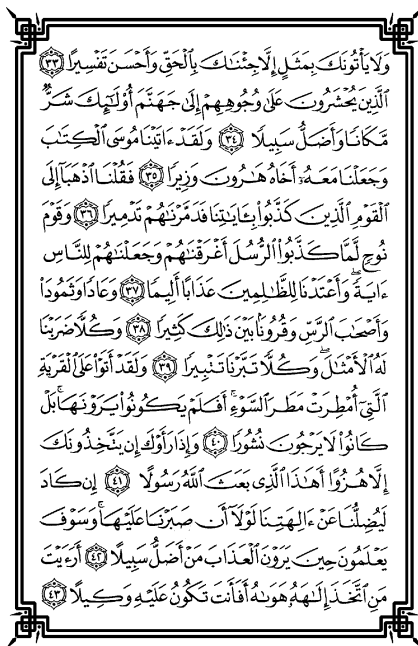 وَلَا يَأْتُونَكَ بِمَثَلٍ إِلَّا جِئْنَٰكَ بِٱلْحَقِّ وَأَحْسَنَ تَفْسِيرًا ٣٣
ٱلَّذِينَ يُحْشَرُونَ عَلَىٰ وُجُوهِهِمْ إِلَىٰ جَهَنَّمَ أُو۟لَٰٓئِكَ شَرٌّ
مَّكَانًا وَأَضَلُّ سَبِيلًا ٣٤ وَلَقَدْ ءَاتَيْنَا مُوسَى ٱلْكِتَٰبَ
وَجَعَلْنَا مَعَهُۥٓ أَخَاهُ هَٰرُونَ وَزِيرًا ٣٥ فَقُلْنَا ٱذْهَبَآ إِلَى
ٱلْقَوْمِ ٱلَّذِينَ كَذَّبُوا۟ بِـَٔايَٰتِنَا فَدَمَّرْنَٰهُمْ تَدْمِيرًا ٣٦ وَقَوْمَ
نُوحٍ لَّمَّا كَذَّبُوا۟ ٱلرُّسُلَ أَغْرَقْنَٰهُمْ وَجَعَلْنَٰهُمْ لِلنَّاسِ
ءَايَةً ۖ وَأَعْتَدْنَا لِلظَّٰلِمِينَ عَذَابًا أَلِيمًا ٣٧ وَعَادًا وَثَمُودَا۟
وَأَصْحَٰبَ ٱلرَّسِّ وَقُرُونًۢا بَيْنَ ذَٰلِكَ كَثِيرًا ٣٨ وَكُلًّا ضَرَبْنَا
لَهُ ٱلْأَمْثَٰلَ ۖ وَكُلًّا تَبَّرْنَا تَتْبِيرًا ٣٩ وَلَقَدْ أَتَوْا۟ عَلَى ٱلْقَرْيَةِ
ٱلَّتِىٓ أُمْطِرَتْ مَطَرَ ٱلسَّوْءِ ۚ أَفَلَمْ يَكُونُوا۟ يَرَوْنَهَا ۚ بَلْ
كَانُوا۟ لَا يَرْجُونَ نُشُورًا ٤٠ وَإِذَا رَأَوْكَ إِن يَتَّخِذُونَكَ
إِلَّا هُزُوًا أَهَٰذَا ٱلَّذِى بَعَثَ ٱللَّهُ رَسُولًا ٤١ إِن كَادَ
لَيُضِلُّنَا عَنْ ءَالِهَتِنَا لَوْلَآ أَن صَبَرْنَا عَلَيْهَا ۚ وَسَوْفَ
يَعْلَمُونَ حِينَ يَرَوْنَ ٱلْعَذَابَ مَنْ أَضَلُّ سَبِيلًا ٤٢ أَرَءَيْتَ
مَنِ ٱتَّخَذَ إِلَٰهَهُۥ هَوَىٰهُ أَفَأَنتَ تَكُونُ عَلَيْهِ وَكِيلًا ٤٣